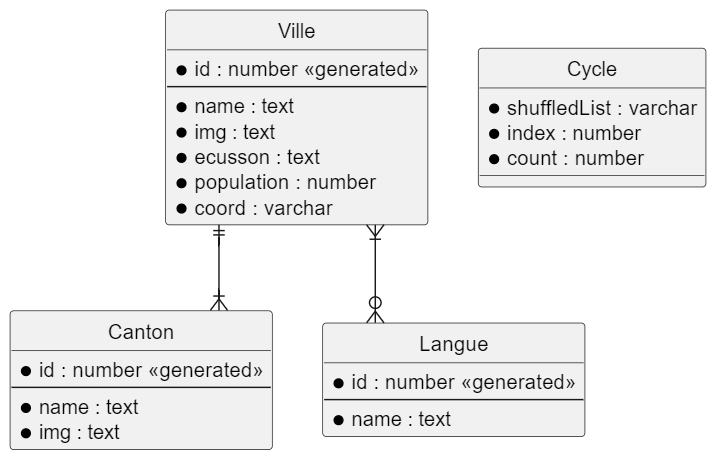 Ville
id : number «generated»
name : text
img : text
ecusson : text
population : number
coord : varchar
Cycle
shuffledList : varchar
index : number
count : number
Canton
id : number «generated»
name : text
img : text
Langue
id : number «generated»
name : text